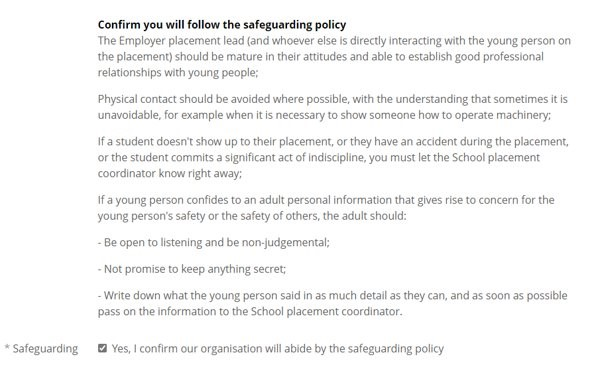 Confirm you will follow the safeguarding policy
The Employer placement lead (and whoever else is directly interacting with the young person on
the placement) should be mature in their attitudes and able to establish good professional
relationships with young people;
Physical contact should be avoided where possible, with the understanding that sometimes it is
unavoidable, for example when it is necessary to show someone how to operate machinery;
If a student doesn't show up to their placement, or they have an accident during the placement,
or the student commits a significant act of indiscipline, you must let the School placement
coordinator know right away;
If a young person confides to an adult personal information that gives rise to concern for the
young person's safety or the safety of others, the adult should:
- Be open to listening and be non-judgemental;
- Not promise to keep anything secret;
- Write down what the young person said in as much detail as they can, and as soon as possible
pass on the information to the School placement coordinator.
* Safeguarding Yes, I confirm our organisation will abide by the safeguarding policy